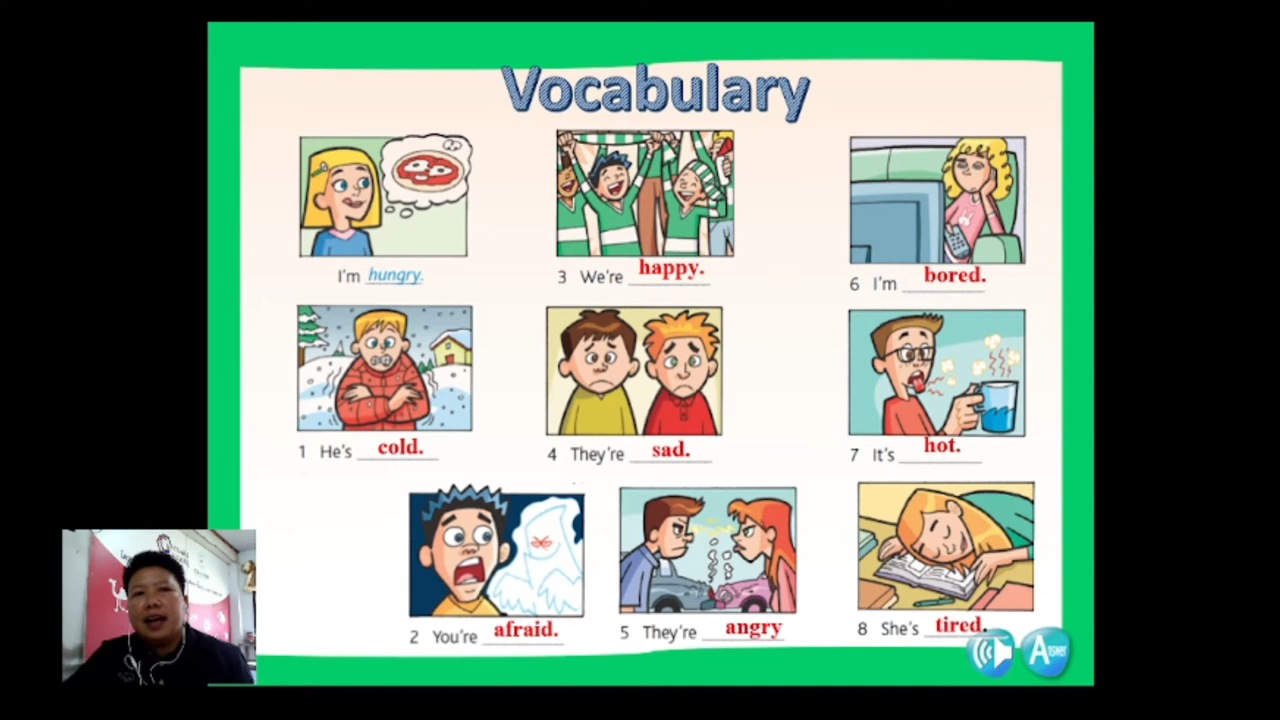 Vocabulary
I'm hungry.
3 We're happy.
6 I'm bored.
1 He's cold.
4 They're sad.
7 It's hot.
2 You're afraid.
5 They're angry
8 She's tired.
Answer